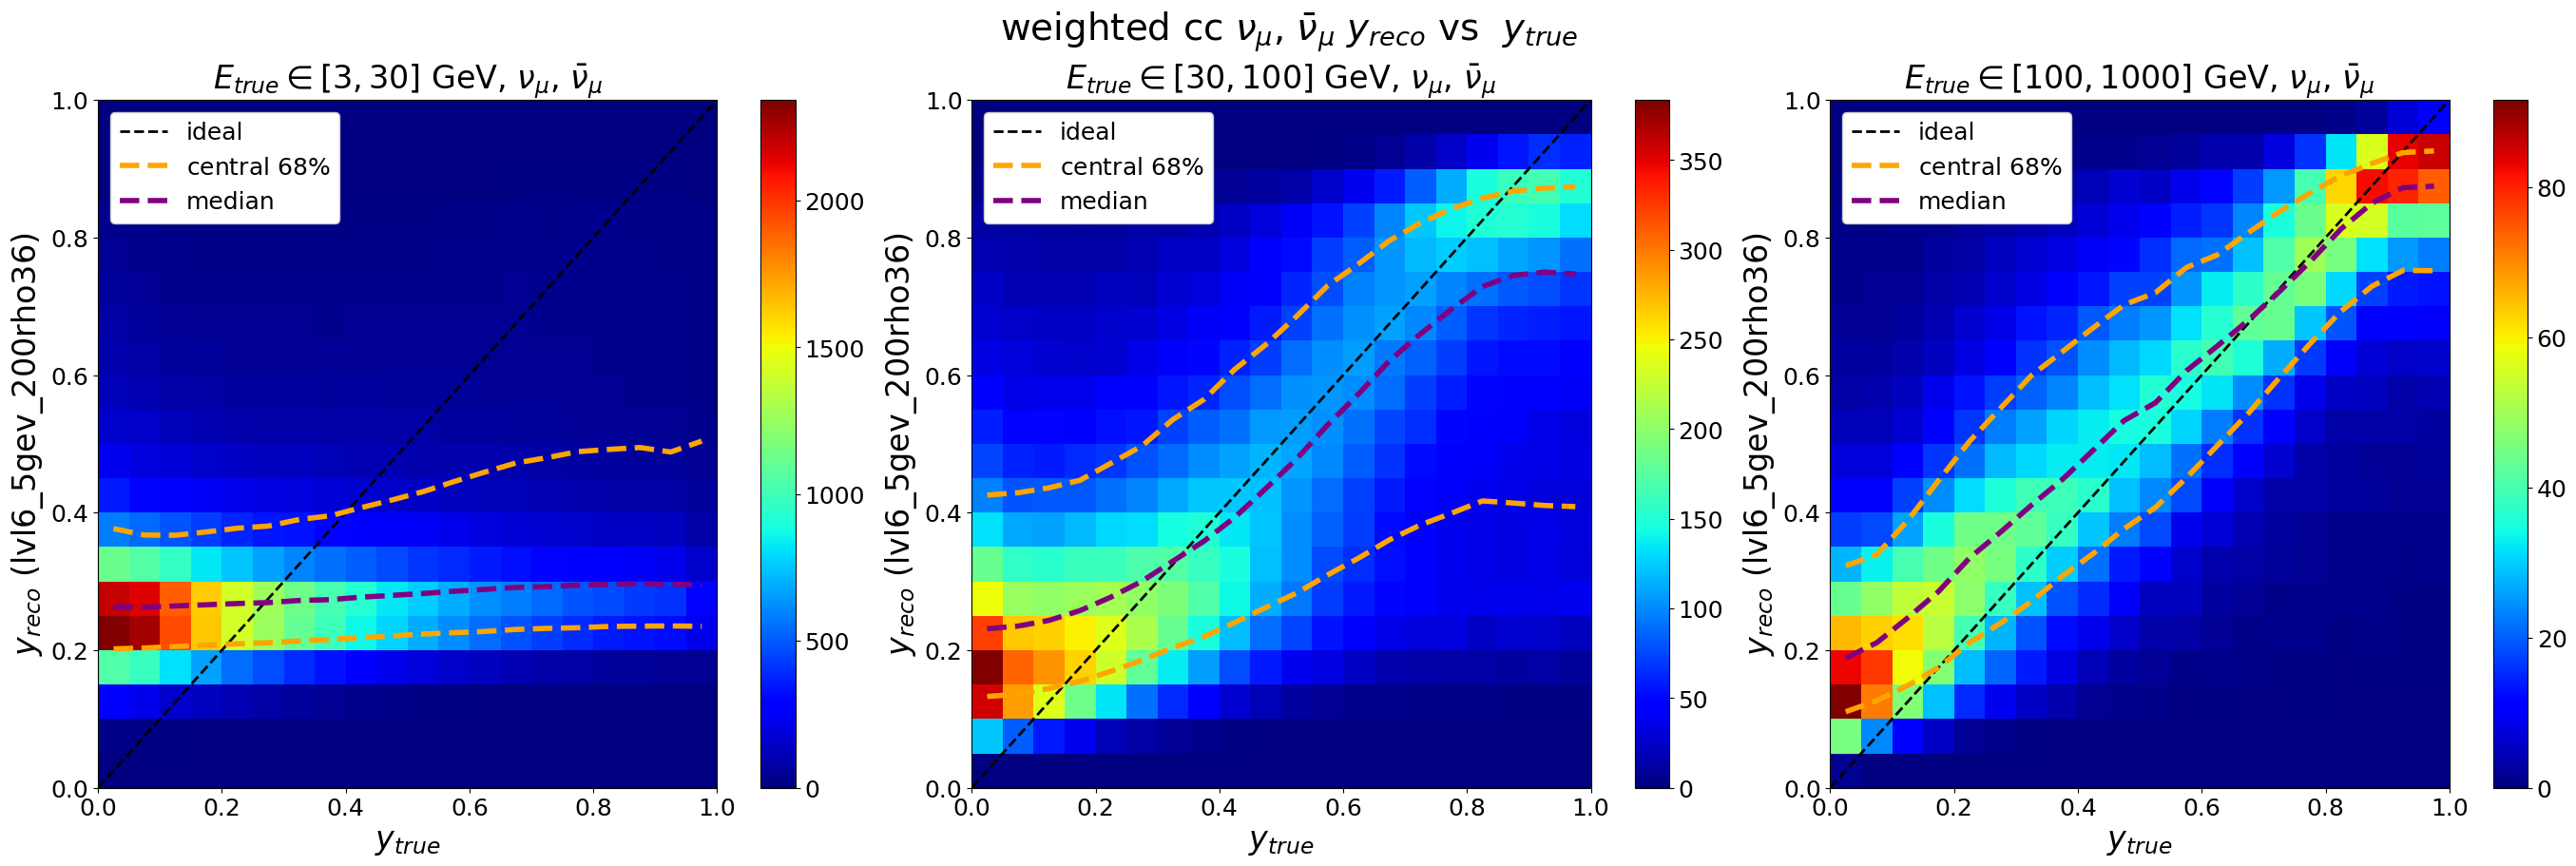 weighted cc ν_μ, ν̄_μ y_reco vs y_true
E_true ∈ [3, 30] GeV, ν_μ, ν̄_μ
ideal
central 68%
median
y_reco (lvl6_5gev_200rho36)
1.0
0.8
0.6
0.4
0.2
0.0
0.0 0.2 0.4 0.6 0.8 1.0
y_true
2000
1500
1000
500
0
E_true ∈ [30, 100] GeV, ν_μ, ν̄_μ
ideal
central 68%
median
y_reco (lvl6_5gev_200rho36)
1.0
0.8
0.6
0.4
0.2
0.0
0.0 0.2 0.4 0.6 0.8 1.0
y_true
350
300
250
200
150
100
50
0
E_true ∈ [100, 1000] GeV, ν_μ, ν̄_μ
ideal
central 68%
median
y_reco (lvl6_5gev_200rho36)
1.0
0.8
0.6
0.4
0.2
0.0
0.0 0.2 0.4 0.6 0.8 1.0
y_true
80
60
40
20
0